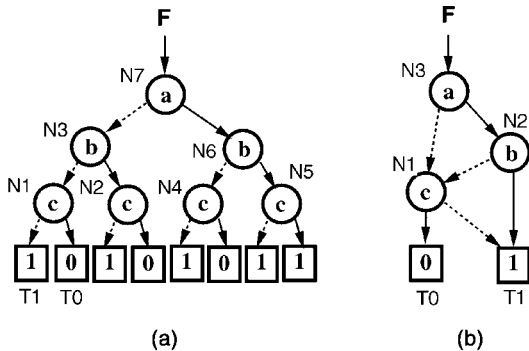 F F
N7 a N3 a
N3 b N6 b N2 b
N1 c N2 c N4 c N5 c N1 c
1 0 1 0 1 0 1 1 0 1
T1 T0 T0 T1
(a) (b)